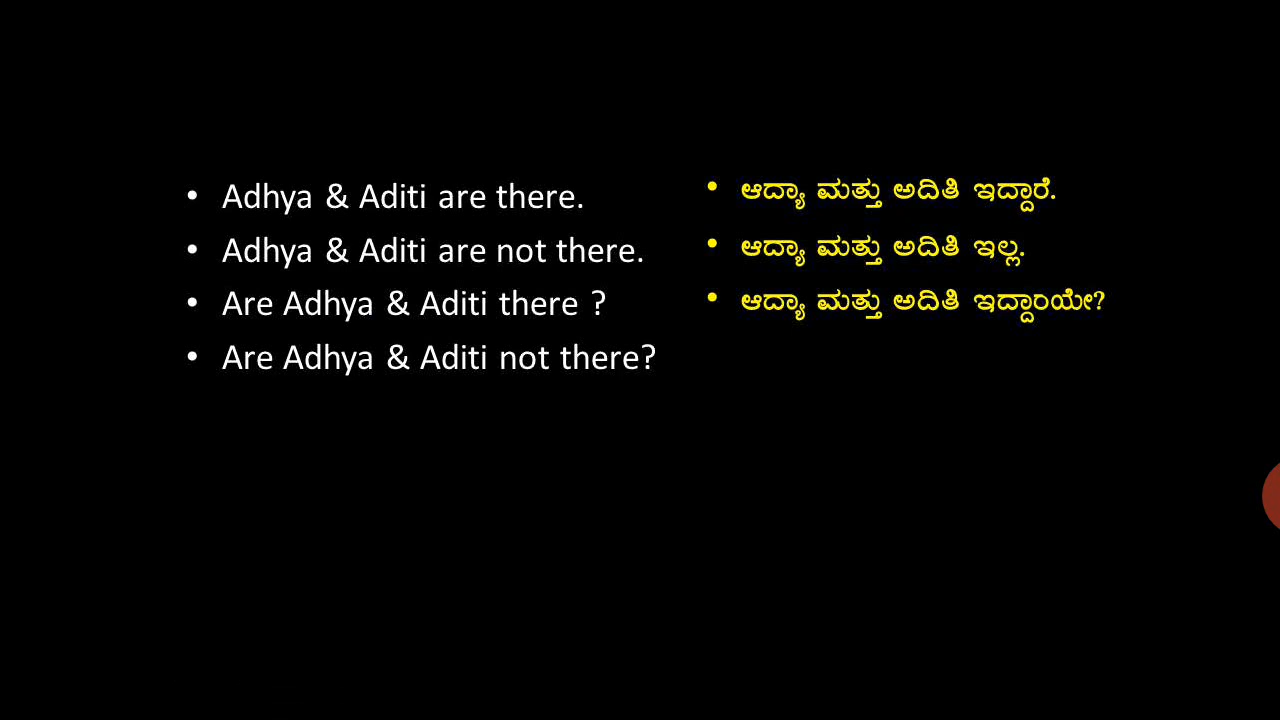 Adhya & Aditi are there.
Adhya & Aditi are not there.
Are Adhya & Aditi there ?
Are Adhya & Aditi not there?
ಆದ್ಯಾ ಮತ್ತು ಅದಿತಿ ಇದ್ದಾರೆ.
ಆದ್ಯಾ ಮತ್ತು ಅದಿತಿ ಇಲ್ಲ.
ಆದ್ಯಾ ಮತ್ತು ಅದಿತಿ ಇದ್ದಾರಯೇ?